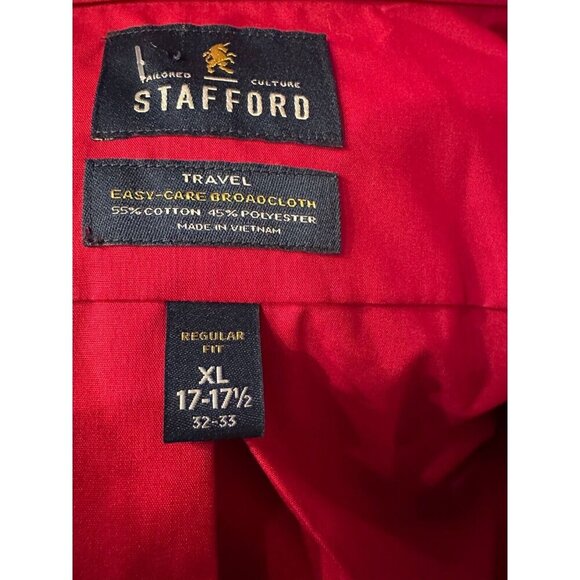 TAILORED CULTURE
STAFFORD
TRAVEL
EASY-CARE BROADCLOTH
55% COTTON 45% POLYESTER
MADE IN VIETNAM
REGULAR
FIT
XL
17-17½
32-33